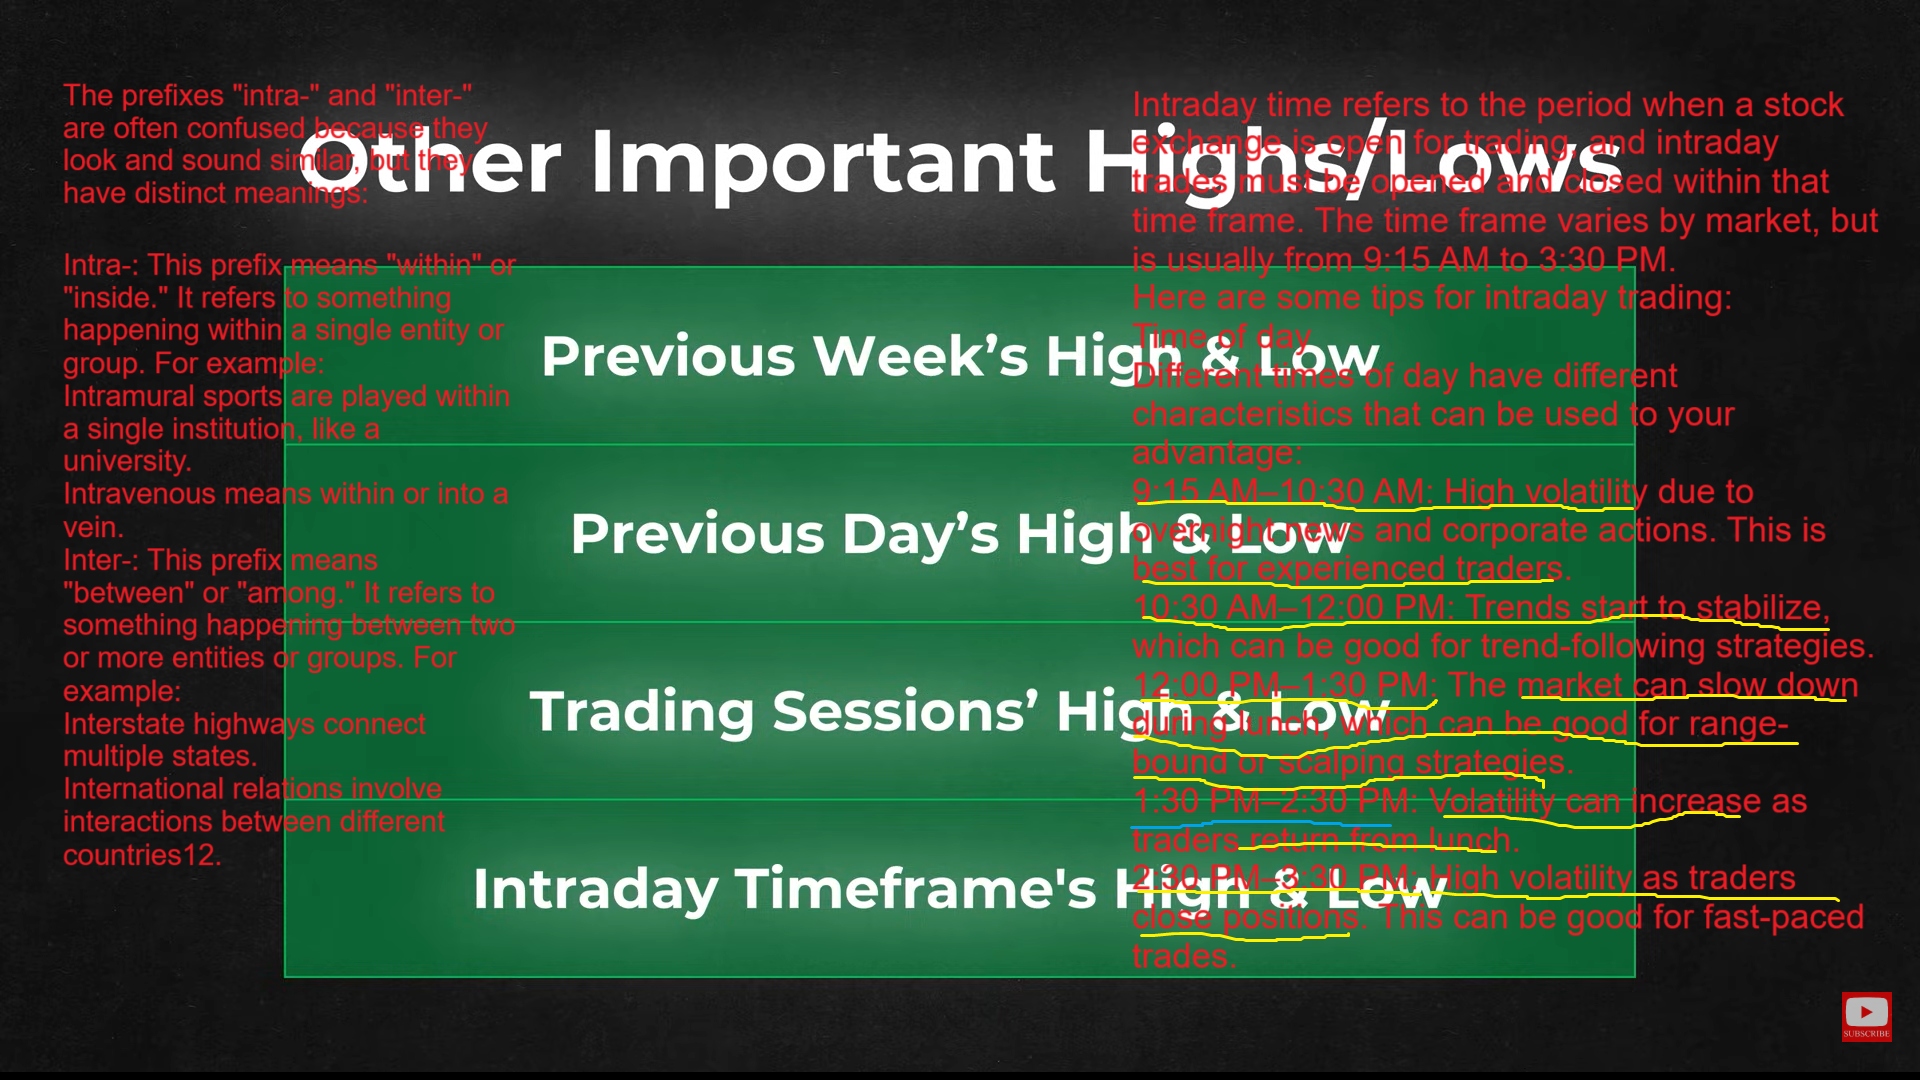 Other Important Highs/Lows
Previous Week’s High & Low
Previous Day’s High & Low
Trading Sessions’ High & Low
Intraday Timeframe's High & Low
The prefixes "intra-" and "inter-"
are often confused because they
look and sound similar, but they
have distinct meanings:
Intra-: This prefix means "within" or
"inside." It refers to something
happening within a single entity or
group. For example:
Intramural sports are played within
a single institution, like a
university.
Intravenous means within or into a
vein.
Inter-: This prefix means
"between" or "among." It refers to
something happening between two
or more entities or groups. For
example:
Interstate highways connect
multiple states.
International relations involve
interactions between different
countries12.
Intraday time refers to the period when a stock
exchange is open for trading, and intraday
trades must be opened and closed within that
time frame. The time frame varies by market, but
is usually from 9:15 AM to 3:30 PM.
Here are some tips for intraday trading:
Time of day
Different times of day have different
characteristics that can be used to your
advantage:
9:15 AM–10:30 AM: High volatility due to
overnight news and corporate actions. This is
best for experienced traders.
10:30 AM–12:00 PM: Trends start to stabilize,
which can be good for trend-following strategies.
12:00 PM–1:30 PM: The market can slow down
during lunch, which can be good for range-
bound or scalping strategies.
1:30 PM–2:30 PM: Volatility can increase as
traders return from lunch.
2:30 PM–3:30 PM: High volatility as traders
close positions. This can be good for fast-paced
trades.
SUBSCRIBE